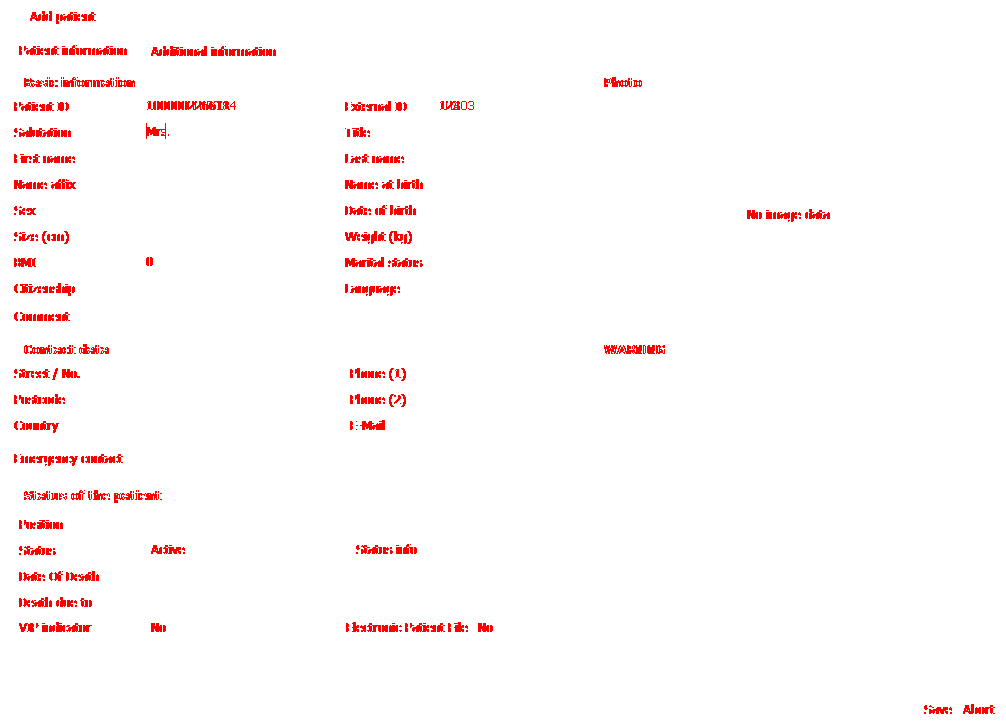 Add patient
Patient information Additional information
Basic information Photo
Patient ID External ID
Salutation Mrs. Title
First name Last name
Name affix Name at birth
Sex Date of birth
No image data
Size (cm) Weight (kg)
BMI 0 Marital status
Citizenship Language
Comment
Contact data WARNING
Street / No. Phone (1)
Postcode Phone (2)
Country E-Mail
Emergency contact
Status of the patient
Position
Status Active Status info
Date Of Death
Death due to
VIP indicator No Electronic Patient File No
Save Abort